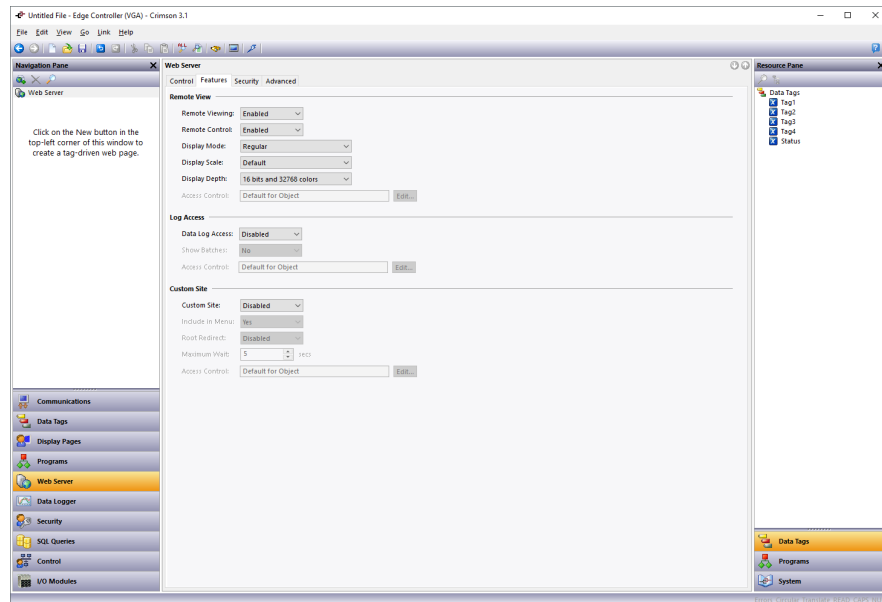 Untitled File - Edge Controller (VGA) - Crimson 3.1
File Edit View Go Link Help
Navigation Pane
Web Server
Click on the New button in the
top-left corner of this window to
create a tag-driven web page.
Communications
Data Tags
Display Pages
Programs
Web Server
Data Logger
Security
SQL Queries
Control
I/O Modules
Web Server
Control Features Security Advanced
Remote View
Remote Viewing: Enabled
Remote Control: Enabled
Display Mode: Regular
Display Scale: Default
Display Depth: 16 bits and 32768 colors
Access Control: Default for Object Edit...
Log Access
Data Log Access: Disabled
Show Batches: No
Access Control: Default for Object Edit...
Custom Site
Custom Site: Disabled
Include in Menu: Yes
Root Redirect: Disabled
Maximum Wait: 5 secs
Access Control: Default for Object Edit...
Resource Pane
Data Tags
Tag1
Tag2
Tag3
Tag4
Status
Data Tags
Programs
System